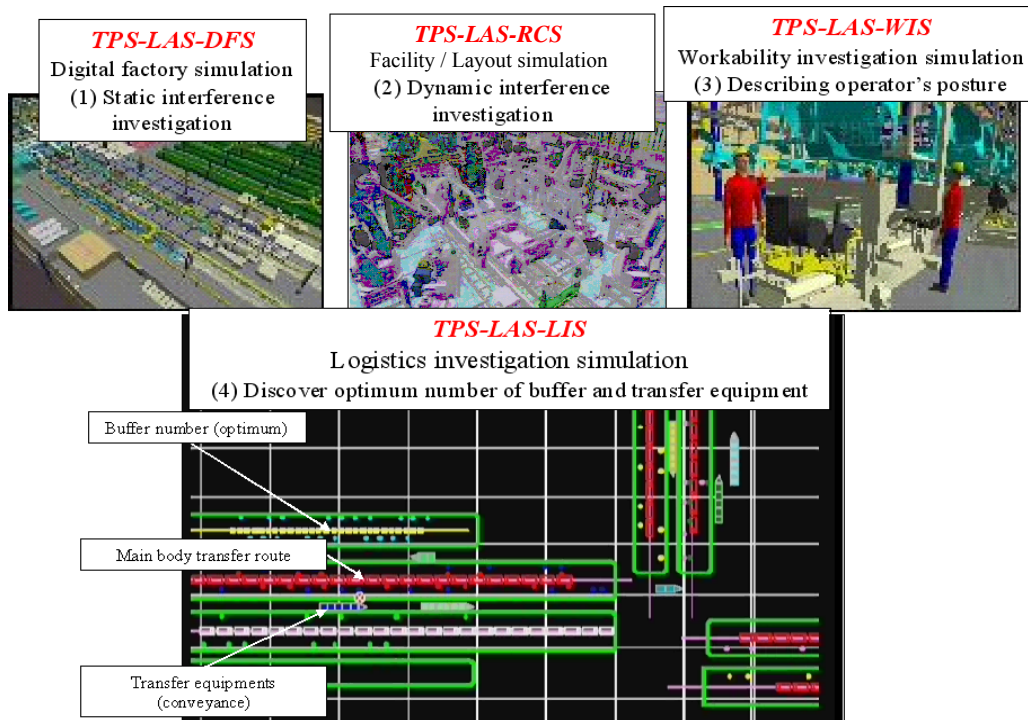 TPS-LAS-DFS
Digital factory simulation
(1) Static interference
investigation
TPS-LAS-RCS
Facility / Layout simulation
(2) Dynamic interference
investigation
TPS-LAS-WIS
Workability investigation simulation
(3) Describing operator's posture
TPS-LAS-LIS
Logistics investigation simulation
(4) Discover optimum number of buffer and transfer equipment
Buffer number (optimum)
Main body transfer route
Transfer equipments
(conveyance)